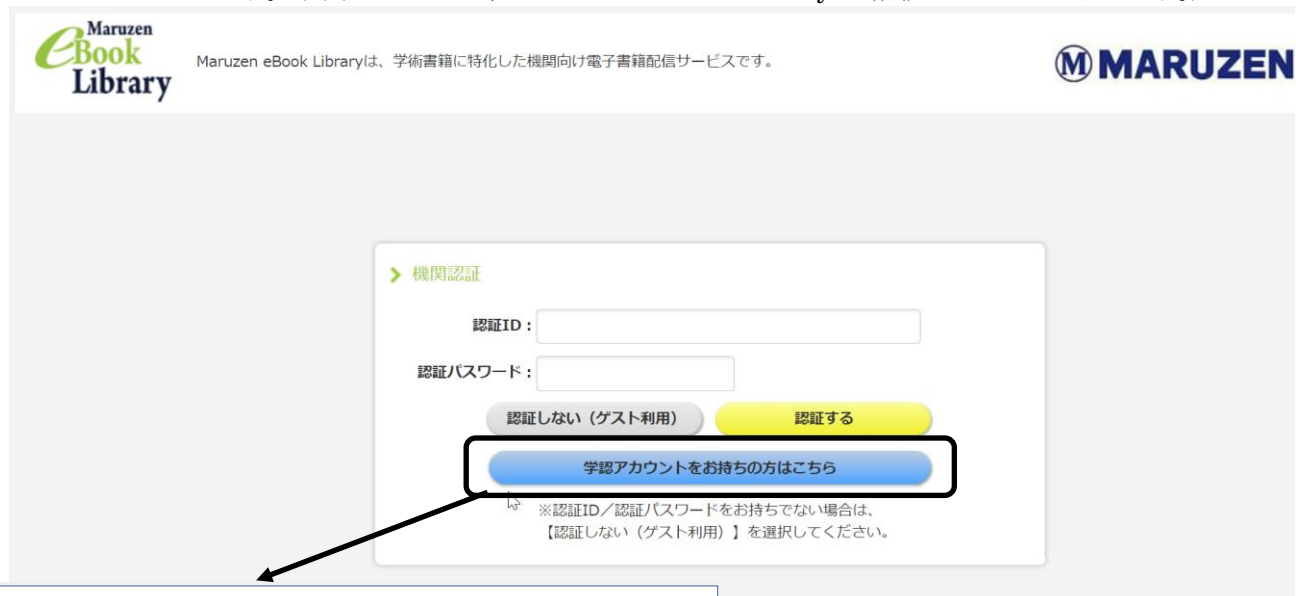 Maruzen
eBook
Library
Maruzen eBook Libraryは、学術書籍に特化した機関向け電子書籍配信サービスです。
M MARUZEN
機関認証
認証ID：
認証パスワード：
認証しない（ゲスト利用）
認証する
学認アカウントをお持ちの方はこちら
※認証ID／認証パスワードをお持ちでない場合は、
【認証しない（ゲスト利用）】を選択してください。